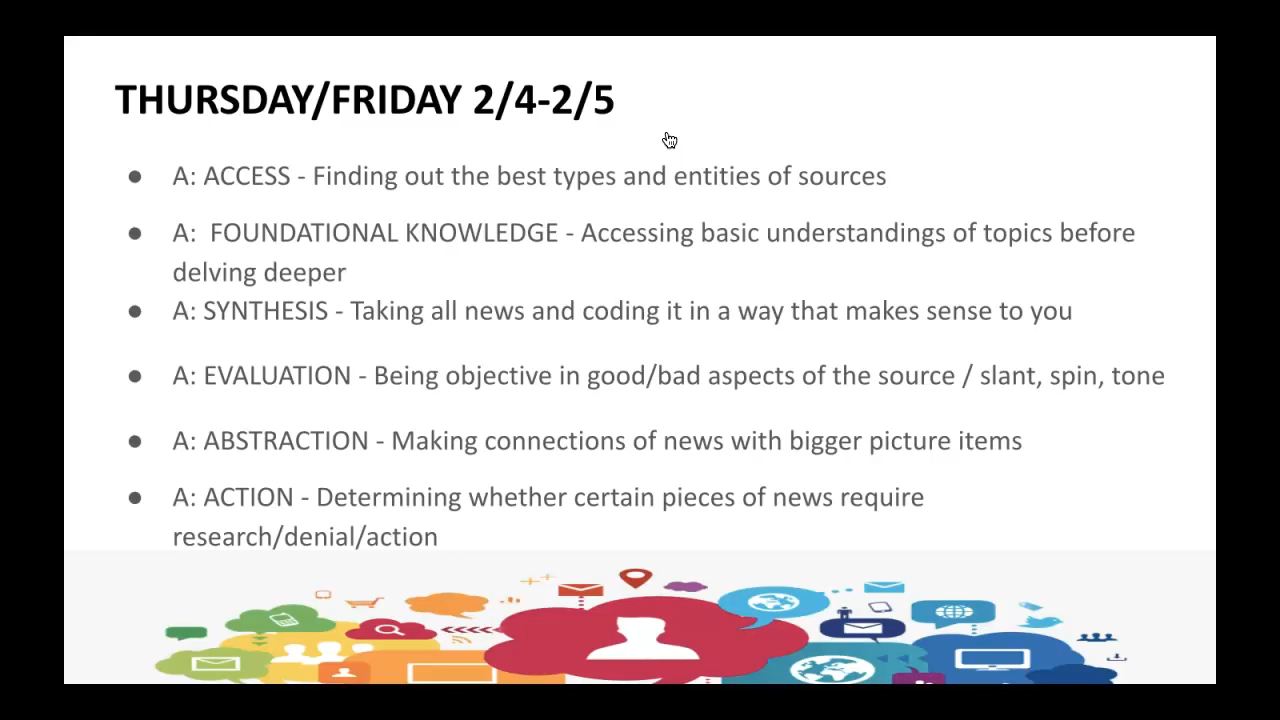 THURSDAY/FRIDAY 2/4-2/5
● A: ACCESS - Finding out the best types and entities of sources
● A:  FOUNDATIONAL KNOWLEDGE - Accessing basic understandings of topics before
delving deeper
● A: SYNTHESIS - Taking all news and coding it in a way that makes sense to you
● A: EVALUATION - Being objective in good/bad aspects of the source / slant, spin, tone
● A: ABSTRACTION - Making connections of news with bigger picture items
● A: ACTION - Determining whether certain pieces of news require
research/denial/action